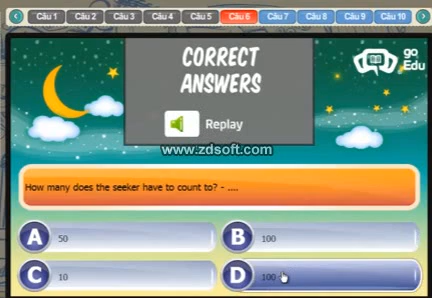 Câu 1 Câu 2 Câu 3 Câu 4 Câu 5 Câu 6 Câu 7 Câu 8 Câu 9 Câu 10
CORRECT
ANSWERS
go
Edu
Replay
www.zdsoft.com
How many does the seeker have to count to? - ....
A 50
B 100
C 10
D 100